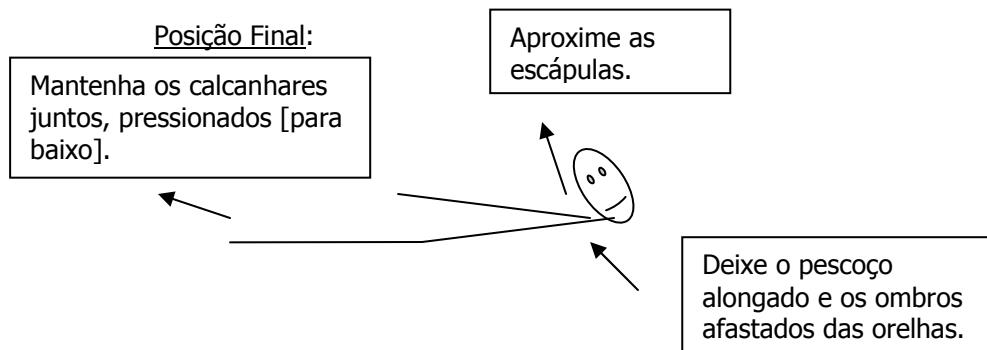 Posição Final:
Mantenha os calcanhares
juntos, pressionados [para
baixo].
Aproxime as
escápulas.
Deixe o pescoço
alongado e os ombros
afastados das orelhas.